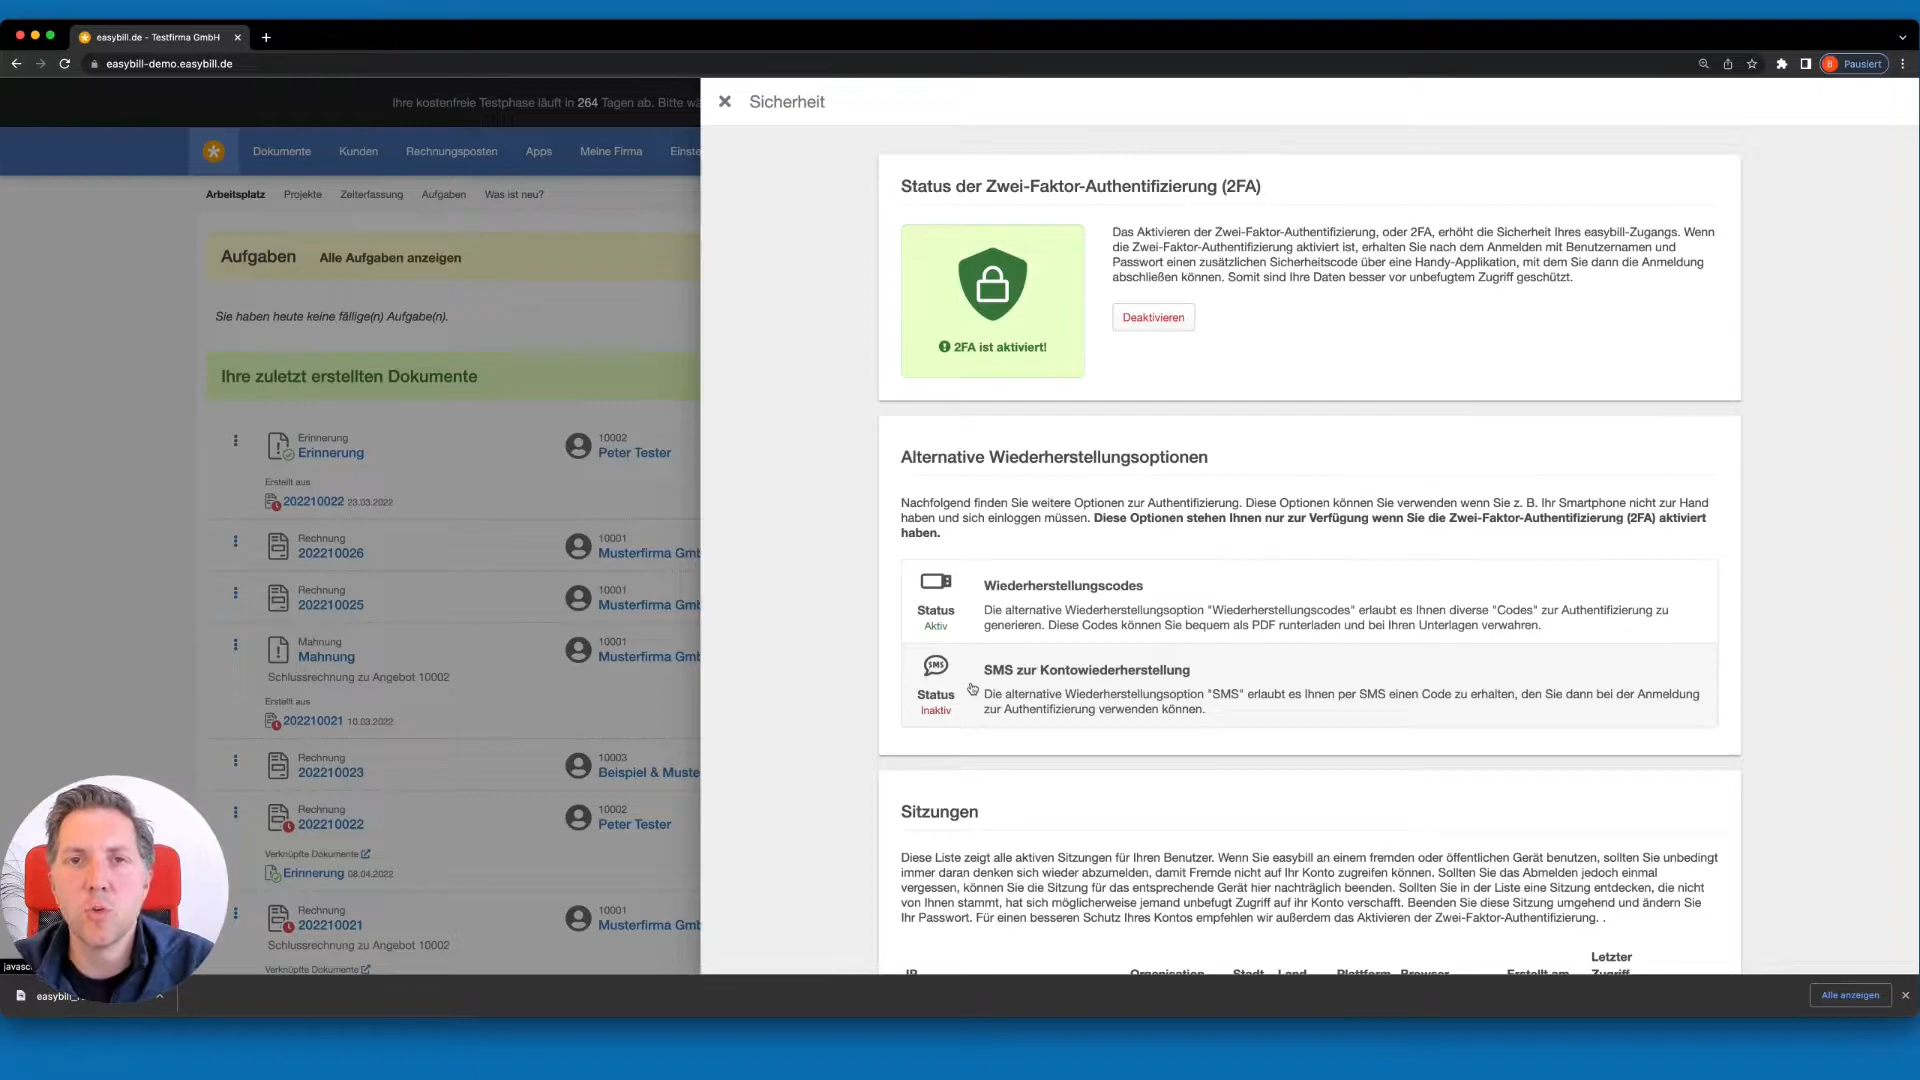 easybill.de - Testfirma GmbH
easybill-demo.easybill.de
B Pausiert
Ihre kostenfreie Testphase läuft in 264 Tagen ab. Bitte
Dokumente Kunden Rechnungsposten Apps Meine Firma
Arbeitsplatz Projekte Zeiterfassung Aufgaben Was ist neu?
Aufgaben Alle Aufgaben anzeigen
Sie haben heute keine fällige(n) Aufgabe(n).
Ihre zuletzt erstellten Dokumente
Erinnerung 10002
Erinnerung Peter Tester
Erstellt aus
202210022 23.03.2022
Rechnung 10001
202210026 Musterfirma
Rechnung 10001
202210025 Musterfirma
Mahnung 10001
Mahnung Musterfirma
Schlussrechnung zu Angebot 10002
Erstellt aus
202210021 10.03.2022
Rechnung 10003
202210023 Beispiel & Muste
Rechnung 10002
202210022 Peter Tester
Verknüpfte Dokumente
Erinnerung 08.04.2022
Rechnung 10001
202210021 Musterfirma
Schlussrechnung zu Angebot 10002
Verknüpfte Dokumente
Sicherheit
Status der Zwei-Faktor-Authentifizierung (2FA)
2FA ist aktiviert!
Das Aktivieren der Zwei-Faktor-Authentifizierung, oder 2FA, erhöht die Sicherheit Ihres easybill-Zugangs. Wenn
die Zwei-Faktor-Authentifizierung aktiviert ist, erhalten Sie nach dem Anmelden mit Benutzernamen und
Passwort einen zusätzlichen Sicherheitscode über eine Handy-Applikation, mit dem Sie dann die Anmeldung
abschließen können. Somit sind Ihre Daten besser vor unbefugtem Zugriff geschützt.
Deaktivieren
Alternative Wiederherstellungsoptionen
Nachfolgend finden Sie weitere Optionen zur Authentifizierung. Diese Optionen können Sie verwenden wenn Sie z. B. Ihr Smartphone nicht zur Hand
haben und sich einloggen müssen. Diese Optionen stehen Ihnen nur zur Verfügung wenn Sie die Zwei-Faktor-Authentifizierung (2FA) aktiviert
haben.
Wiederherstellungscodes
Status
Aktiv
Die alternative Wiederherstellungsoption "Wiederherstellungscodes" erlaubt es Ihnen diverse "Codes" zur Authentifizierung zu
generieren. Diese Codes können Sie bequem als PDF runterladen und bei Ihren Unterlagen verwahren.
SMS
SMS zur Kontowiederherstellung
Status
Inaktiv
Die alternative Wiederherstellungsoption "SMS" erlaubt es Ihnen per SMS einen Code zu erhalten, den Sie dann bei der Anmeldung
zur Authentifizierung verwenden können.
Sitzungen
Diese Liste zeigt alle aktiven Sitzungen für Ihren Benutzer. Wenn Sie easybill an einem fremden oder öffentlichen Gerät benutzen, sollten Sie unbedingt
immer daran denken sich wieder abzumelden, damit Fremde nicht auf Ihr Konto zugreifen können. Sollten Sie das Abmelden jedoch einmal
vergessen, können Sie die Sitzung für das entsprechende Gerät hier nachträglich beenden. Sollten Sie in der Liste eine Sitzung entdecken, die nicht
von Ihnen stammt, hat sich möglicherweise jemand unbefugt Zugriff auf ihr Konto verschafft. Beenden Sie diese Sitzung umgehend und ändern Sie
Ihr Passwort. Für einen besseren Schutz Ihres Kontos empfehlen wir außerdem das Aktivieren der Zwei-Faktor-Authentifizierung. .
IP Organisation Stadt Land Plattform Browser Erstellt am Letzter
Zugriff
Alle anzeigen